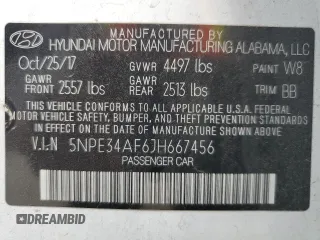 MANUFACTURED BY
HYUNDAI MOTOR MANUFACTURING ALABAMA, LLC
Oct/25/17 GVWR 4497 lbs PAINT W8
GAWR FRONT 2557 lbs GAWR REAR 2513 lbs TRIM BB
THIS VEHICLE CONFORMS TO ALL APPLICABLE FEDERAL
MOTOR VEHICLE SAFETY, BUMPER, AND THEFT PREVENTION
STANDARDS IN EFFECT ON THE DATE OF MANUFACTURE SHOWN ABOVE.
V.I.N 5NPE34AF6JH667456
PASSENGER CAR
DREAMBID